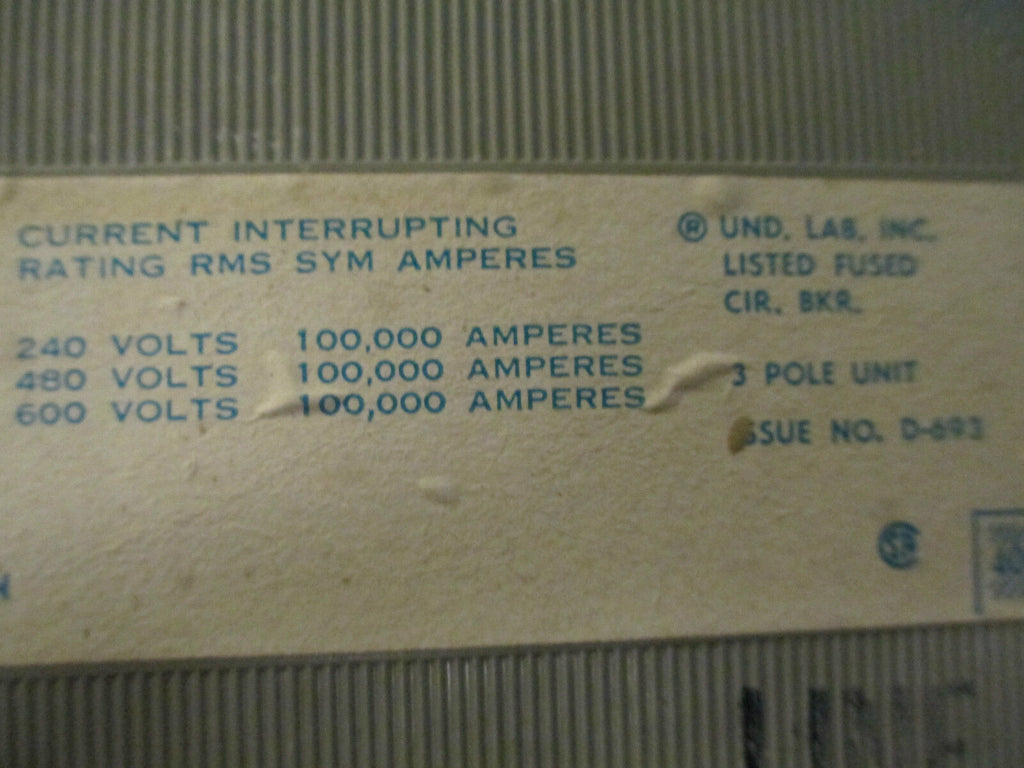 CURRENT INTERRUPTING
RATING RMS SYM AMPERES
240 VOLTS 100,000 AMPERES
480 VOLTS 100,000 AMPERES
600 VOLTS 100,000 AMPERES
® UND. LAB. INC.
LISTED FUSED
CIR. BKR.
3 POLE UNIT
ISSUE NO. D-693